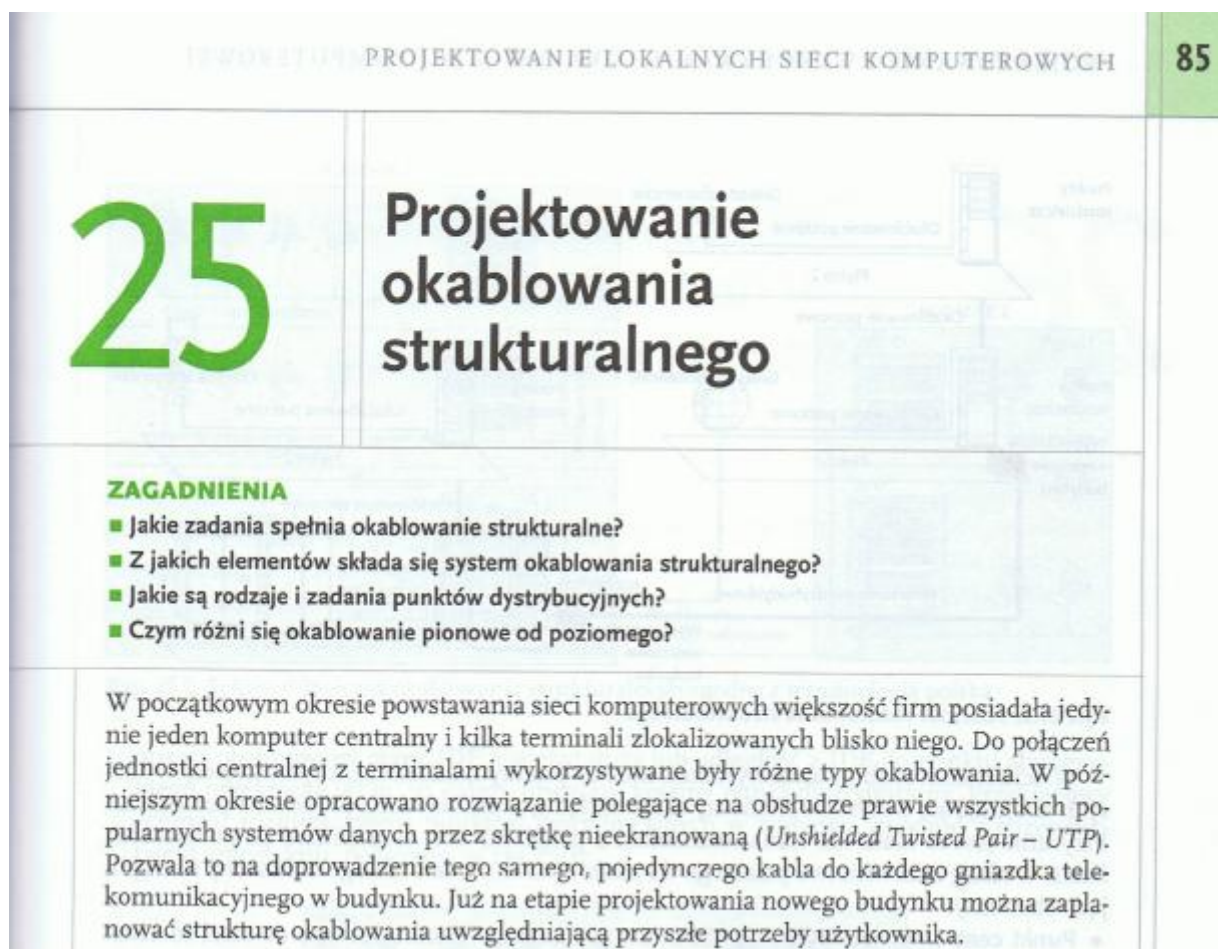 PROJEKTOWANIE LOKALNYCH SIECI KOMPUTEROWYCH 85
25
Projektowanie
okablowania
strukturalnego
ZAGADNIENIA
■ Jakie zadania spełnia okablowanie strukturalne?
■ Z jakich elementów składa się system okablowania strukturalnego?
■ Jakie są rodzaje i zadania punktów dystrybucyjnych?
■ Czym różni się okablowanie pionowe od poziomego?
W początkowym okresie powstawania sieci komputerowych większość firm posiadała jedy-
nie jeden komputer centralny i kilka terminali zlokalizowanych blisko niego. Do połączeń
jednostki centralnej z terminalami wykorzystywane były różne typy okablowania. W póź-
niejszym okresie opracowano rozwiązanie polegające na obsłudze prawie wszystkich po-
pularnych systemów danych przez skrętkę nieekranowaną (Unshielded Twisted Pair – UTP).
Pozwala to na doprowadzenie tego samego, pojedynczego kabla do każdego gniazdka tele-
komunikacyjnego w budynku. Już na etapie projektowania nowego budynku można zapla-
nować strukturę okablowania uwzględniającą przyszłe potrzeby użytkownika.